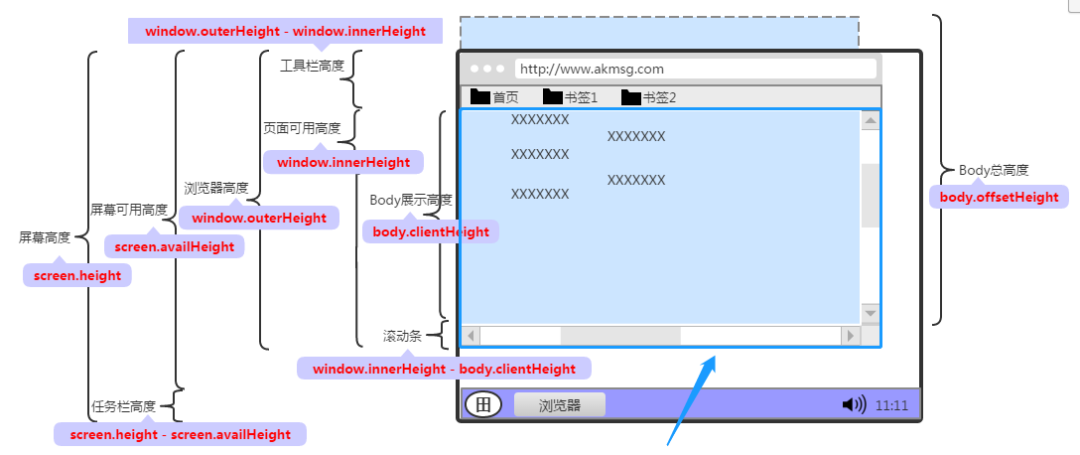 window.outerHeight - window.innerHeight
工具栏高度
页面可用高度
window.innerHeight
浏览器高度
window.outerHeight
屏幕可用高度
screen.availHeight
屏幕高度
screen.height
Body展示高度
body.clientHeight
滚动条
window.innerHeight - body.clientHeight
任务栏高度
screen.height - screen.availHeight
http://www.akmsg.com
首页 书签1 书签2
XXXXXXX
XXXXXXX
XXXXXXX
XXXXXXX
XXXXXXX
田 浏览器 11:11
Body总高度
body.offsetHeight